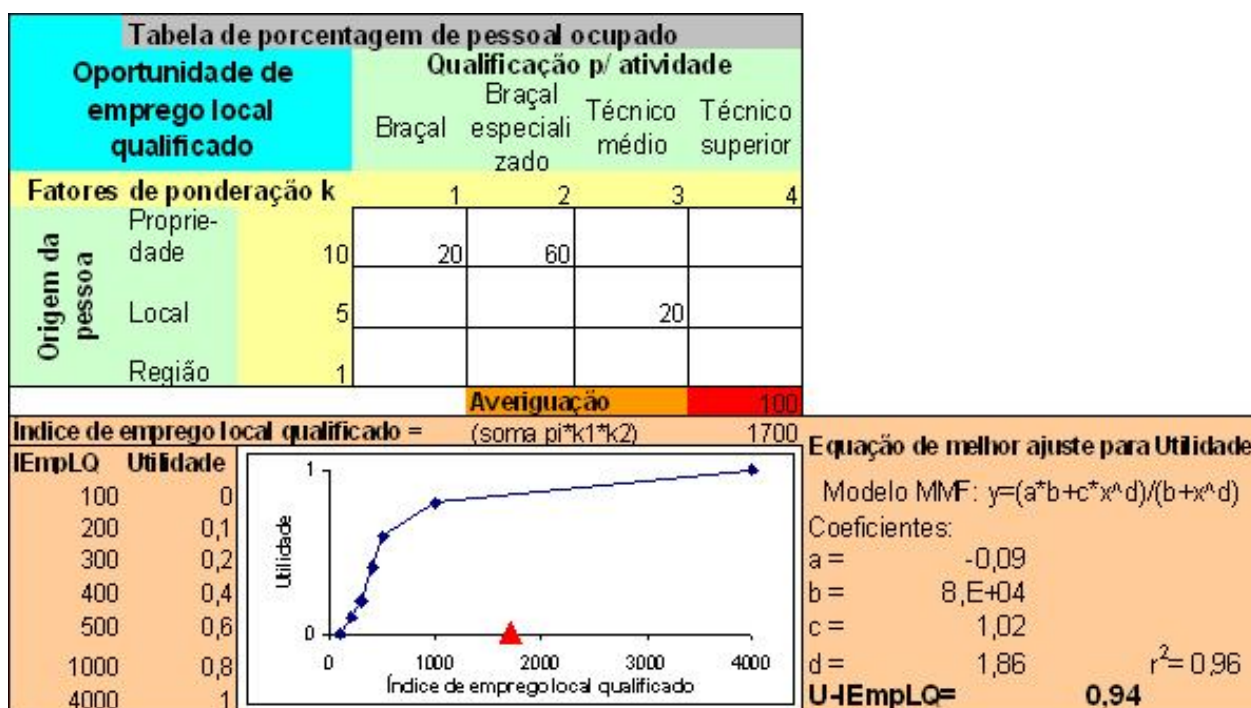 Tabela de porcentagem de pessoal ocupado
Oportunidade de
emprego local
qualificado
Qualificação p/ atividade
Braçal
Braçal
especiali
zado
Técnico
médio
Técnico
superior
Fatores de ponderação k 1 2 3 4
Origem da
pessoa
Proprie-
dade 10 20 60
Local 5 20
Região 1
Averiguação 100
Índice de emprego local qualificado = (soma pi*k1*k2) 1700
IEmpLQ Utilidade
100 0
200 0,1
300 0,2
400 0,4
500 0,6
1000 0,8
4000 1
Utilidade
1
0
0 1000 2000 3000 4000
Índice de emprego local qualificado
Equação de melhor ajuste para Utilidade
Modelo MMF: y=(a*b+c*x^d)/(b+x^d)
Coeficientes:
a = -0,09
b = 8,E+04
c = 1,02
d = 1,86 r²= 0,96
U-IEmpLQ= 0,94